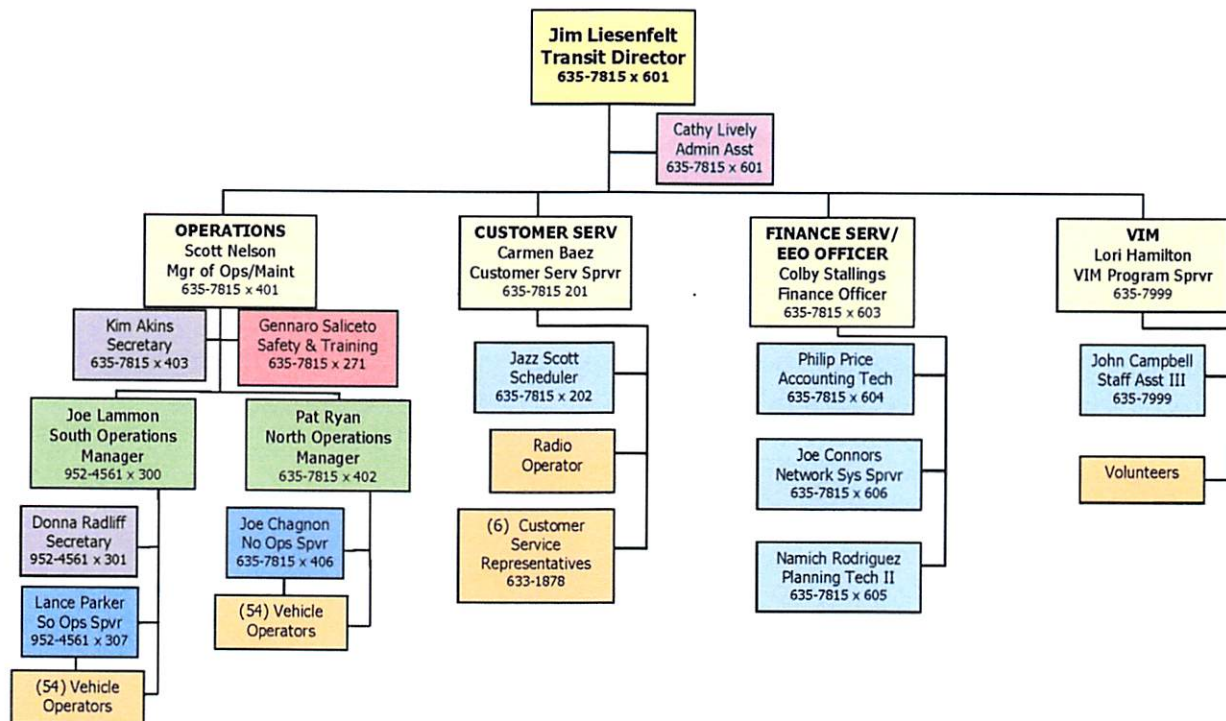 Jim Liesenfelt
Transit Director
635-7815 x 601
Cathy Lively
Admin Asst
635-7815 x 601
OPERATIONS
Scott Nelson
Mgr of Ops/Maint
635-7815 x 401
CUSTOMER SERV
Carmen Baez
Customer Serv Sprvr
635-7815 201
FINANCE SERV/
EEO OFFICER
Colby Stallings
Finance Officer
635-7815 x 603
VIM
Lori Hamilton
VIM Program Sprvr
635-7999
Kim Akins
Secretary
635-7815 x 403
Gennaro Saliceto
Safety & Training
635-7815 x 271
Joe Lammon
South Operations
Manager
952-4561 x 300
Pat Ryan
North Operations
Manager
635-7815 x 402
Donna Radliff
Secretary
952-4561 x 301
Lance Parker
So Ops Spvr
952-4561 x 307
(54) Vehicle
Operators
Joe Chagnon
No Ops Spvr
635-7815 x 406
(54) Vehicle
Operators
Jazz Scott
Scheduler
635-7815 x 202
Radio
Operator
(6) Customer
Service
Representatives
633-1878
Philip Price
Accounting Tech
635-7815 x 604
Joe Connors
Network Sys Sprvr
635-7815 x 606
Namich Rodriguez
Planning Tech II
635-7815 x 605
John Campbell
Staff Asst III
635-7999
Volunteers